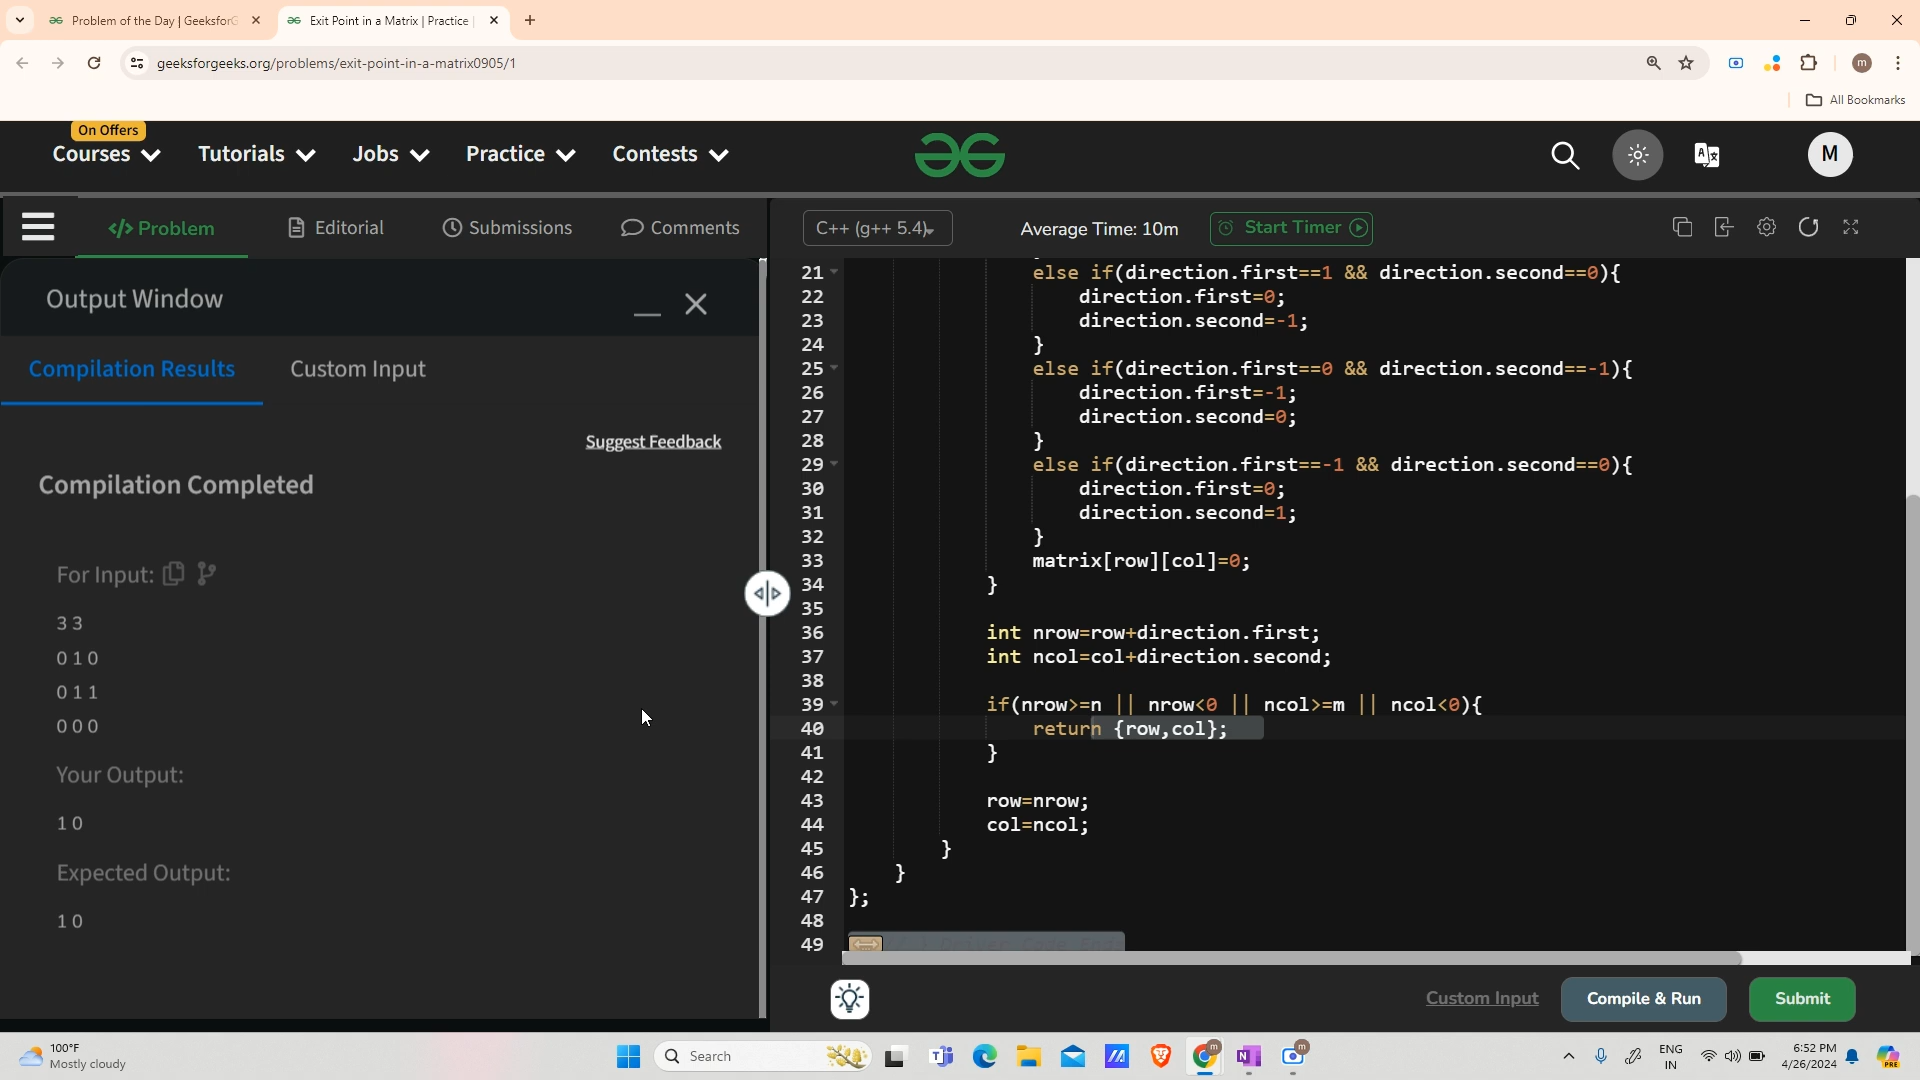 Problem of the Day | GeeksforG
Exit Point in a Matrix | Practice
geeksforgeeks.org/problems/exit-point-in-a-matrix0905/1
m
All Bookmarks
On Offers
Courses
Tutorials
Jobs
Practice
Contests
M
</> Problem
Editorial
Submissions
Comments
C++ (g++ 5.4)
Average Time: 10m
Start Timer
Output Window
Compilation Results
Custom Input
Suggest Feedback
Compilation Completed
For Input:
3 3
0 1 0
0 1 1
0 0 0
Your Output:
1 0
Expected Output:
1 0
21 else if(direction.first==1 && direction.second==0){
22 direction.first=0;
23 direction.second=-1;
24 }
25 else if(direction.first==0 && direction.second==-1){
26 direction.first=-1;
27 direction.second=0;
28 }
29 else if(direction.first==-1 && direction.second==0){
30 direction.first=0;
31 direction.second=1;
32 }
33 matrix[row][col]=0;
34 }
35
36 int nrow=row+direction.first;
37 int ncol=col+direction.second;
38
39 if(nrow>=n || nrow<0 || ncol>=m || ncol<0){
40 return {row,col};
41 }
42
43 row=nrow;
44 col=ncol;
45 }
46 }
47 };
48
49
Custom Input
Compile & Run
Submit
100°F
Mostly cloudy
Search
ENG
IN
6:52 PM
4/26/2024